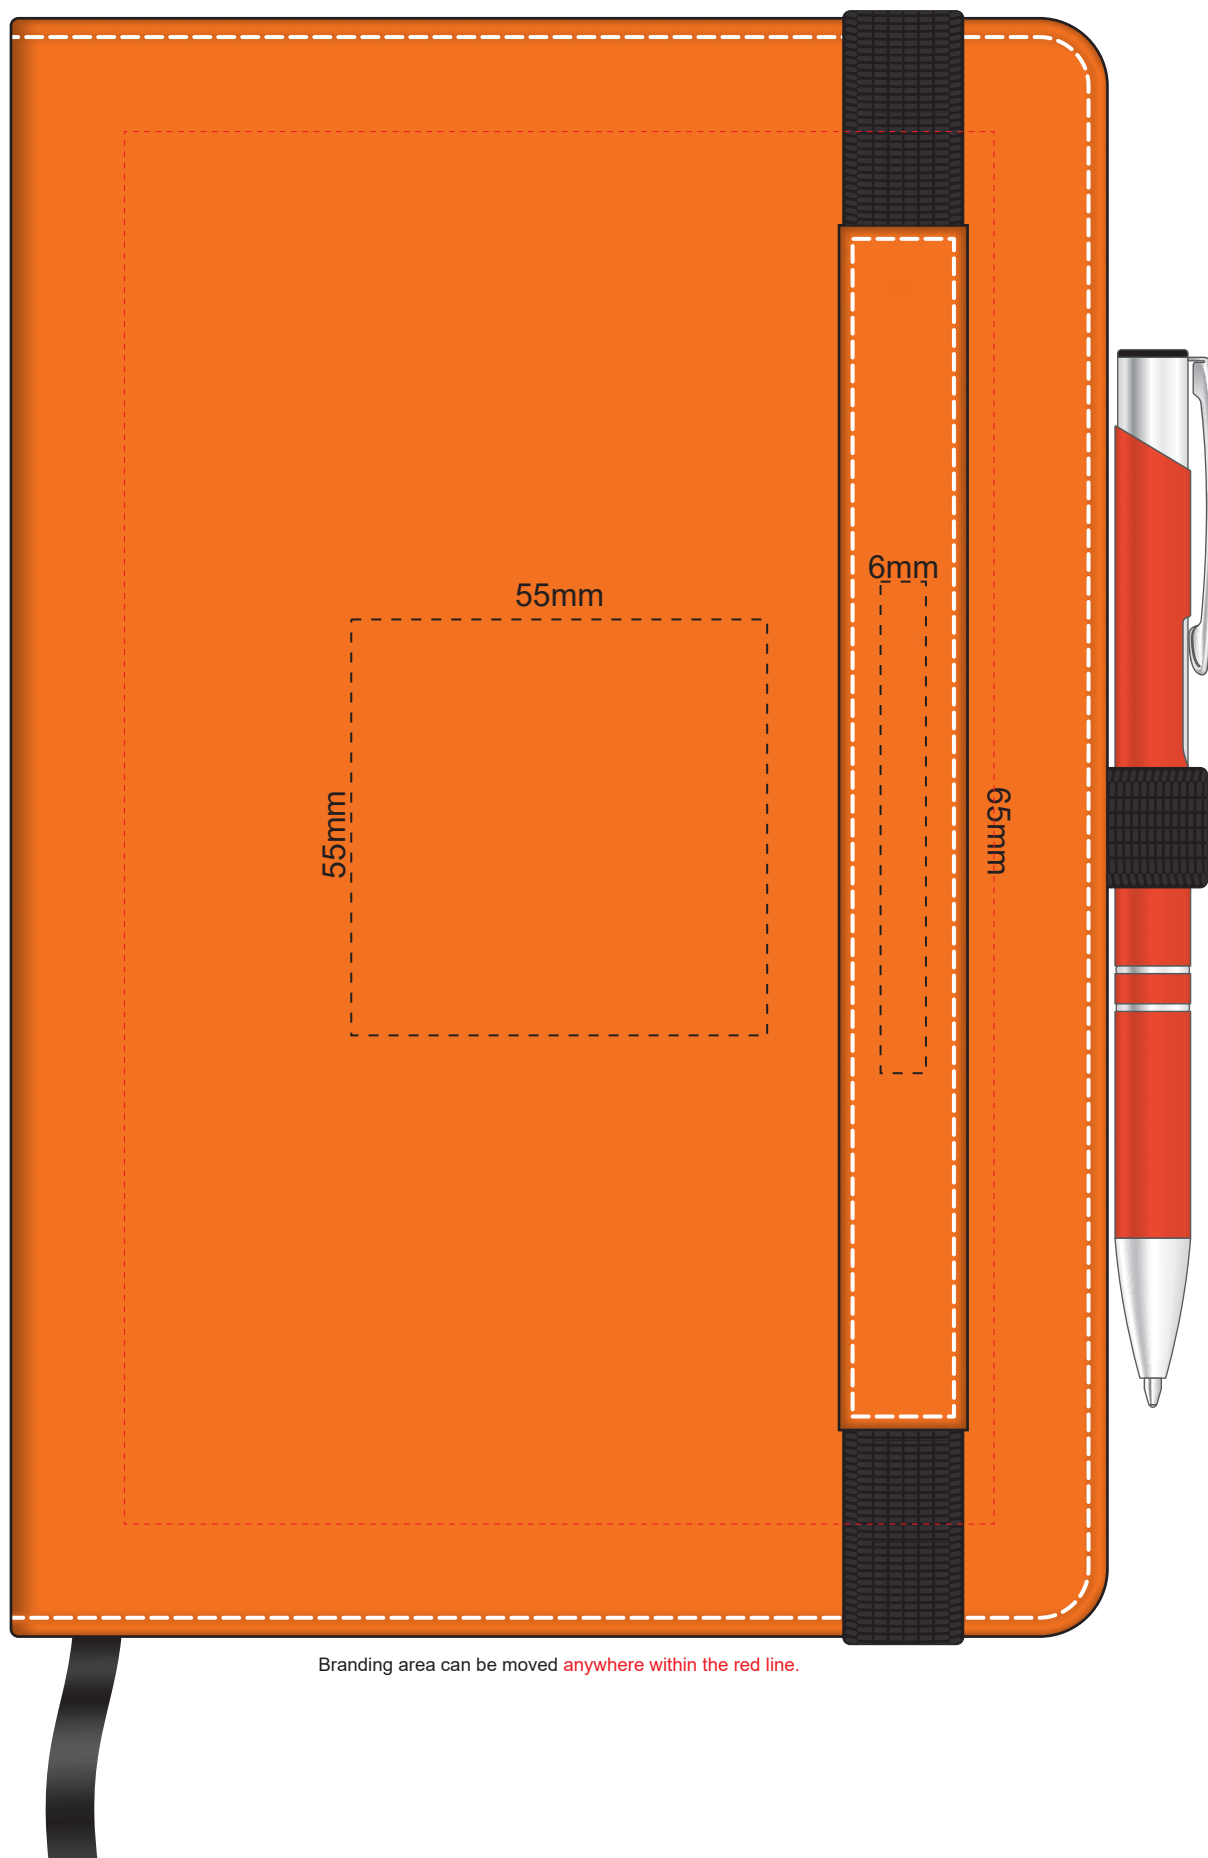 6mm
55mm
55mm
65mm
Branding area can be moved anywhere within the red line.